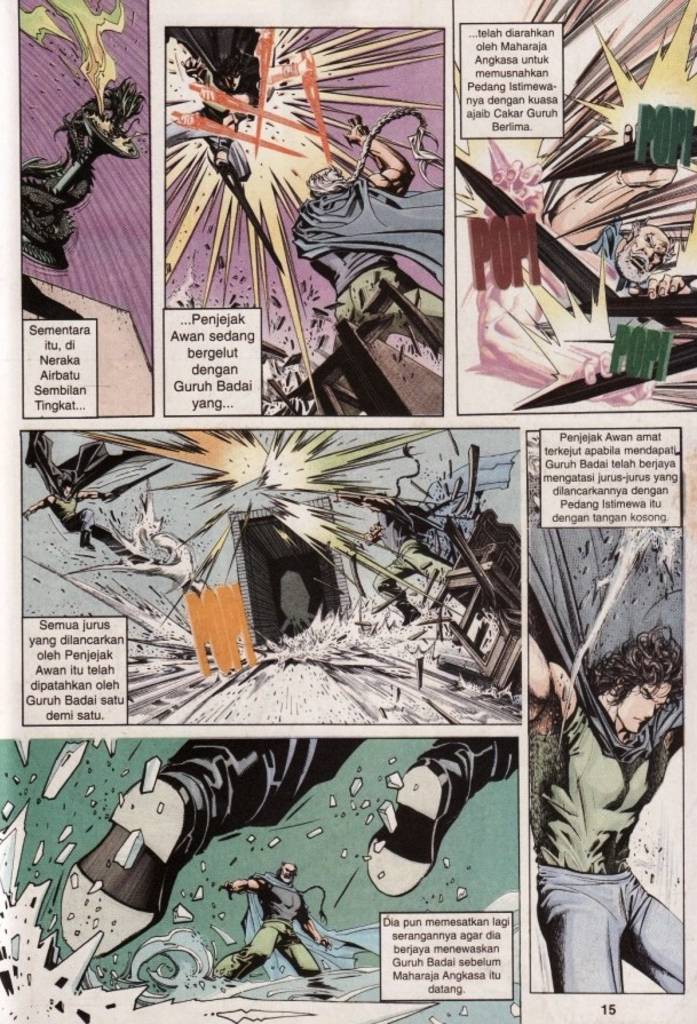 Sementara
itu, di
Neraka
Airbatu
Sembilan
Tingkat...
...Penjejak
Awan sedang
bergelut
dengan
Guruh Badai
yang...
...telah diarahkan
oleh Maharaja
Angkasa untuk
memusnahkan
Pedang Istimewa-
nya dengan kuasa
ajaib Cakar Guruh
Berlima.
POP!
POP!
POP!
Semua jurus
yang dilancarkan
oleh Penjejak
Awan itu telah
dipatahkan oleh
Guruh Badai satu
demi satu.
Penjejak Awan amat
terkejut apabila mendapati
Guruh Badai telah berjaya
mengatasi jurus-jurus yang
dilancarkannya dengan
Pedang Istimewa itu
dengan tangan kosong.
Dia pun memesatkan lagi
serangannya agar dia
berjaya menewaskan
Guruh Badai sebelum
Maharaja Angkasa itu
datang.
15